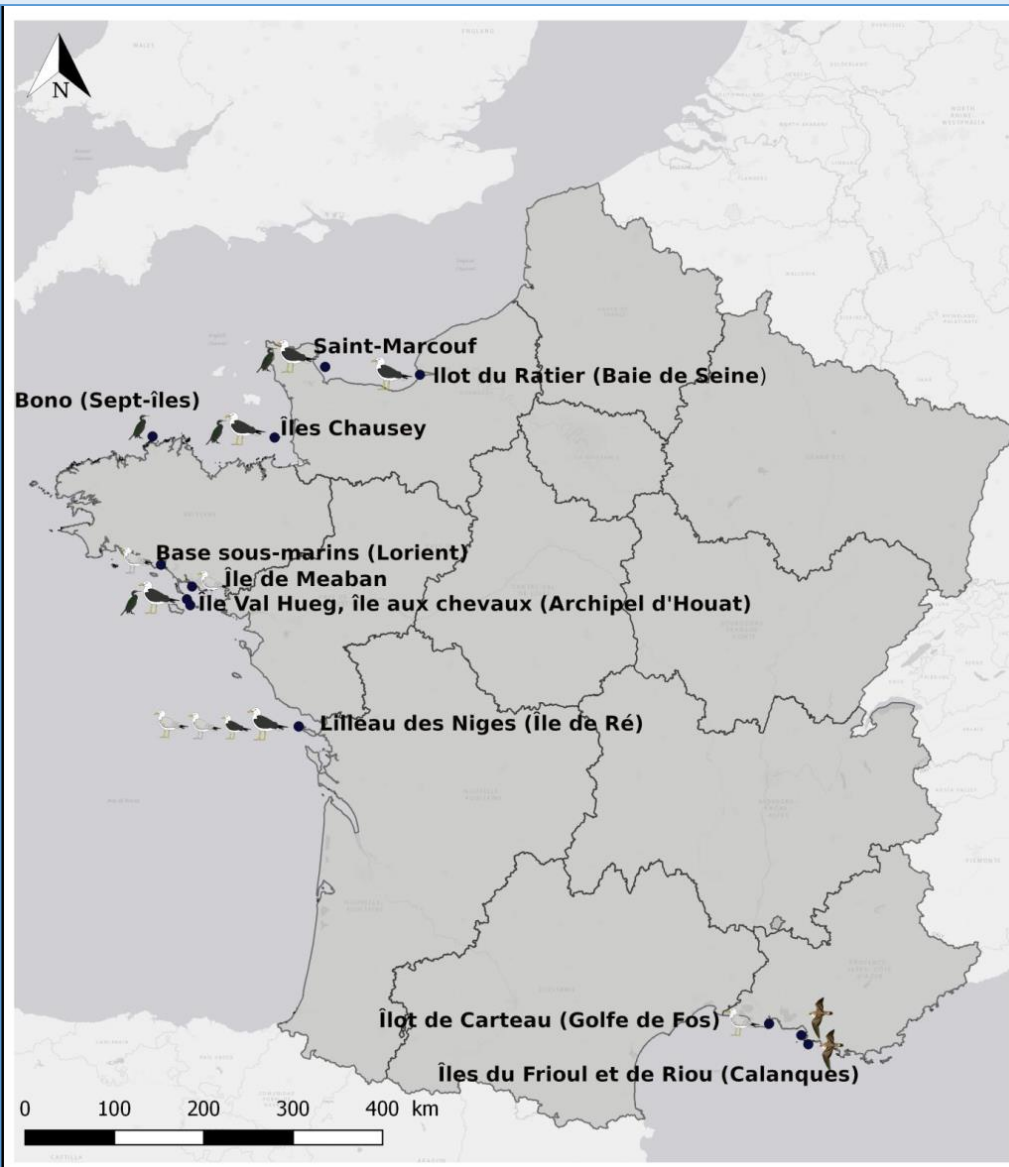 N
Saint-Marcouf
Ilot du Ratier (Baie de Seine)
Bono (Sept-îles)
Îles Chausey
Base sous-marins (Lorient)
Île de Meaban
Île Val Hueg, île aux chevaux (Archipel d'Houat)
Lilleau des Niges (Île de Ré)
Îlot de Carteau (Golfe de Fos)
Îles du Frioul et de Riou (Calanques)
0 100 200 300 400 km